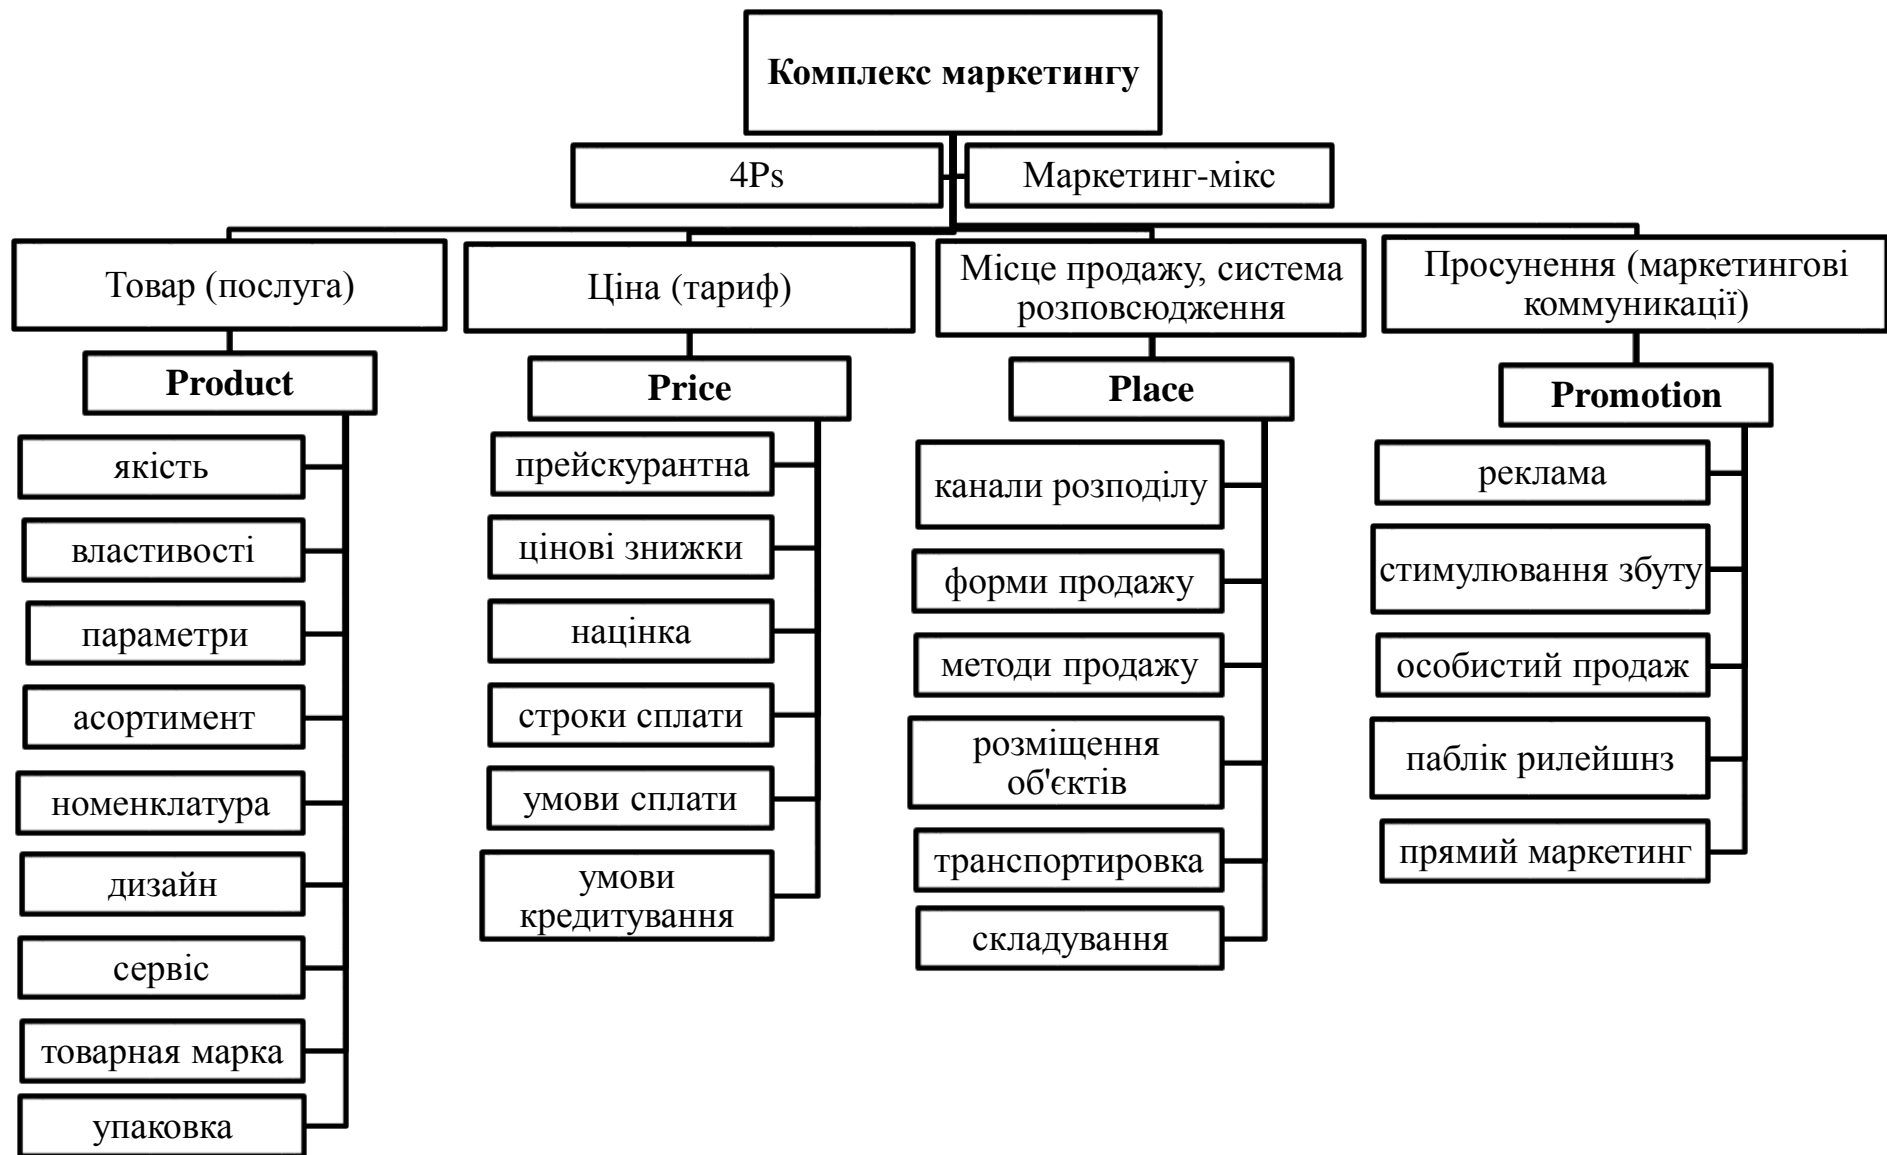 Комплекс маркетингу
4Ps
Маркетинг-мікс
Товар (послуга)
Ціна (тариф)
Місце продажу, система
розповсюдження
Просунення (маркетингові
коммуникації)
Product
Price
Place
Promotion
якість
властивості
параметри
асортимент
номенклатура
дизайн
сервіс
товарная марка
упаковка
прейскурантна
цінові знижки
націнка
строки сплати
умови сплати
умови
кредитування
канали розподілу
форми продажу
методи продажу
розміщення
об'єктів
транспортировка
складування
реклама
стимулювання збуту
особистий продаж
паблік рилейшнз
прямий маркетинг